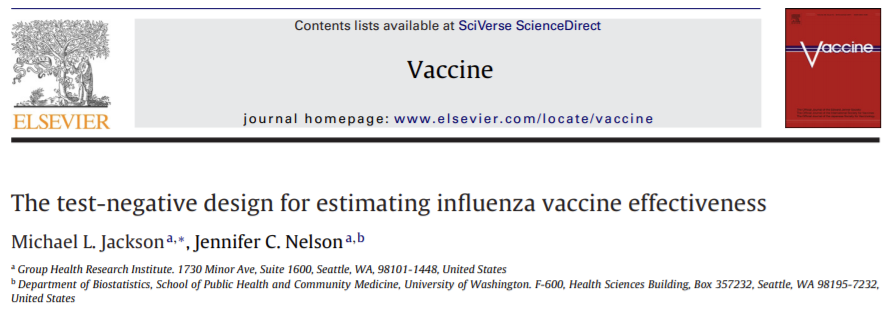 Contents lists available at SciVerse ScienceDirect
Vaccine
journal homepage: www.elsevier.com/locate/vaccine
ELSEVIER
Vaccine
The test-negative design for estimating influenza vaccine effectiveness
Michael L. Jackson a,*, Jennifer C. Nelson a,b
a Group Health Research Institute. 1730 Minor Ave, Suite 1600, Seattle, WA, 98101-1448, United States
b Department of Biostatistics, School of Public Health and Community Medicine, University of Washington. F-600, Health Sciences Building, Box 357232, Seattle, WA 98195-7232,
United States